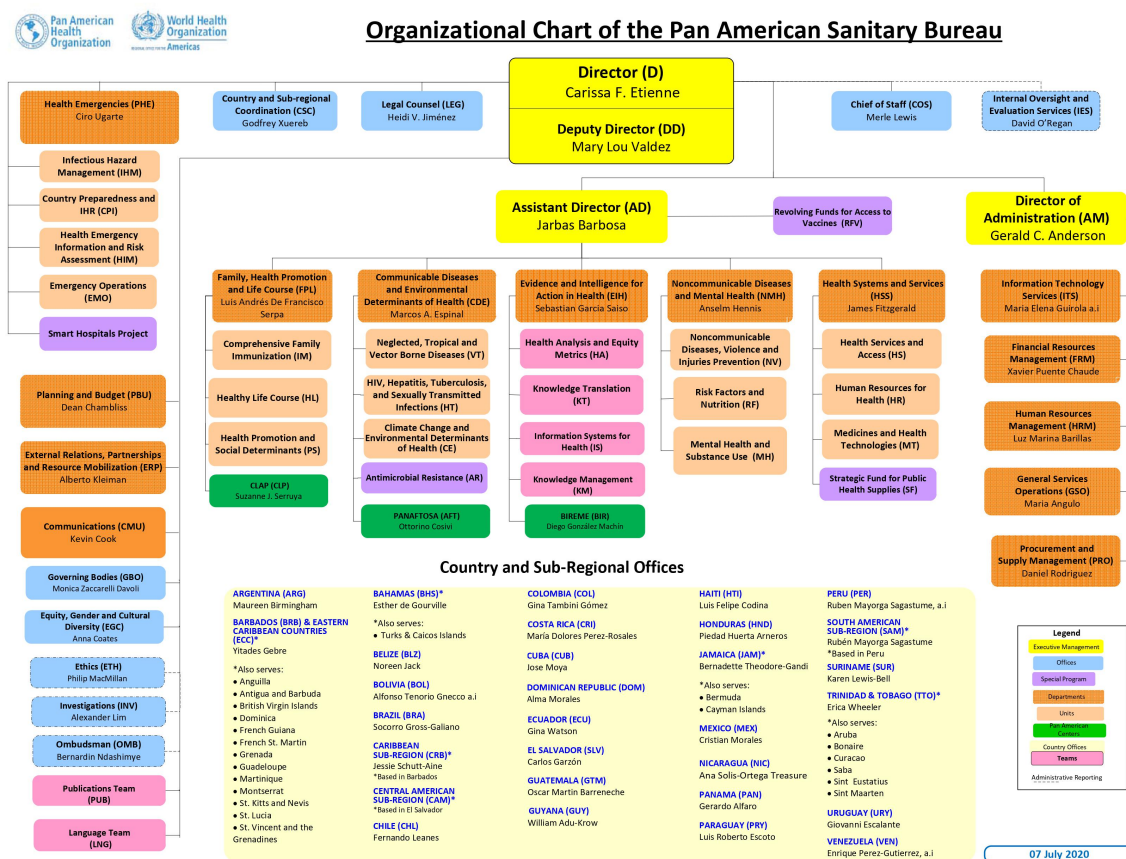 Pan American
Health
Organization
World Health
Organization
REGIONAL OFFICE FOR THE Americas
Organizational Chart of the Pan American Sanitary Bureau
Director (D)
Carissa F. Etienne
Deputy Director (DD)
Mary Lou Valdez
Health Emergencies (PHE)
Ciro Ugarte
Country and Sub-regional
Coordination (CSC)
Godfrey Xuereb
Legal Counsel (LEG)
Heidi V. Jiménez
Chief of Staff (COS)
Merle Lewis
Internal Oversight and
Evaluation Services (IES)
David O'Regan
Infectious Hazard
Management (IHM)
Country Preparedness and
IHR (CPI)
Health Emergency
Information and Risk
Assessment (HIM)
Emergency Operations
(EMO)
Smart Hospitals Project
Assistant Director (AD)
Jarbas Barbosa
Revolving Funds for Access to
Vaccines (RFV)
Director of
Administration (AM)
Gerald C. Anderson
Family, Health Promotion
and Life Course (FPL)
Luis Andrés De Francisco
Serpa
Comprehensive Family
Immunization (IM)
Healthy Life Course (HL)
Health Promotion and
Social Determinants (PS)
CLAP (CLP)
Suzanne J. Serruya
Communicable Diseases
and Environmental
Determinants of Health (CDE)
Marcos A. Espinal
Neglected, Tropical and
Vector Borne Diseases (VT)
HIV, Hepatitis, Tuberculosis,
and Sexually Transmitted
Infections (HT)
Climate Change and
Environmental Determinants
of Health (CE)
Antimicrobial Resistance (AR)
PANAFTOSA (AFT)
Ottorino Cosivi
Evidence and Intelligence for
Action in Health (EIH)
Sebastian Garcia Saiso
Health Analysis and Equity
Metrics (HA)
Knowledge Translation
(KT)
Information Systems for
Health (IS)
Knowledge Management
(KM)
BIREME (BIR)
Diego González Machín
Noncommunicable Diseases
and Mental Health (NMH)
Anselm Hennis
Noncommunicable
Diseases, Violence and
Injuries Prevention (NV)
Risk Factors and
Nutrition (RF)
Mental Health and
Substance Use (MH)
Health Systems and Services
(HSS)
James Fitzgerald
Health Services and
Access (HS)
Human Resources for
Health (HR)
Medicines and Health
Technologies (MT)
Strategic Fund for Public
Health Supplies (SF)
Information Technology
Services (ITS)
Maria Elena Guirola a.i
Financial Resources
Management (FRM)
Xavier Puente Chaude
Human Resources
Management (HRM)
Luz Marina Barillas
General Services
Operations (GSO)
Maria Angulo
Procurement and
Supply Management (PRO)
Daniel Rodriguez
Planning and Budget (PBU)
Dean Chambliss
External Relations, Partnerships
and Resource Mobilization (ERP)
Alberto Kleiman
Communications (CMU)
Kevin Cook
Governing Bodies (GBO)
Monica Zaccarelli Davoli
Equity, Gender and Cultural
Diversity (EGC)
Anna Coates
Ethics (ETH)
Philip MacMillan
Investigations (INV)
Alexander Lim
Ombudsman (OMB)
Bernardin Ndashimye
Publications Team
(PUB)
Language Team
(LNG)
Country and Sub-Regional Offices
ARGENTINA (ARG)
Maureen Birmingham
BARBADOS (BRB) & EASTERN
CARIBBEAN COUNTRIES
(ECC)*
Yitades Gebre
*Also serves:
● Anguilla
● Antigua and Barbuda
● British Virgin Islands
● Dominica
● French Guiana
● French St. Martin
● Grenada
● Guadeloupe
● Martinique
● Montserrat
● St. Kitts and Nevis
● St. Lucia
● St. Vincent and the
Grenadines
BAHAMAS (BHS)*
Esther de Gourville
*Also serves:
● Turks & Caicos Islands
BELIZE (BLZ)
Noreen Jack
BOLIVIA (BOL)
Alfonso Tenorio Gnecco a.i
BRAZIL (BRA)
Socorro Gross-Galiano
CARIBBEAN
SUB-REGION (CRB)*
Jessie Schutt-Aine
*Based in Barbados
CENTRAL AMERICAN
SUB-REGION (CAM)*
*Based in El Salvador
CHILE (CHL)
Fernando Leanes
COLOMBIA (COL)
Gina Tambini Gómez
COSTA RICA (CRI)
María Dolores Perez-Rosales
CUBA (CUB)
Jose Moya
DOMINICAN REPUBLIC (DOM)
Alma Morales
ECUADOR (ECU)
Gina Watson
EL SALVADOR (SLV)
Carlos Garzón
GUATEMALA (GTM)
Oscar Martin Barreneche
GUYANA (GUY)
William Adu-Krow
HAITI (HTI)
Luis Felipe Codina
HONDURAS (HND)
Piedad Huerta Arneros
JAMAICA (JAM)*
Bernadette Theodore-Gandi
*Also serves:
● Bermuda
● Cayman Islands
MEXICO (MEX)
Cristian Morales
NICARAGUA (NIC)
Ana Solis-Ortega Treasure
PANAMA (PAN)
Gerardo Alfaro
PARAGUAY (PRY)
Luis Roberto Escoto
PERU (PER)
Ruben Mayorga Sagastume, a.i
SOUTH AMERICAN
SUB-REGION (SAM)*
Rubén Mayorga Sagastume
*Based in Peru
SURINAME (SUR)
Karen Lewis-Bell
TRINIDAD & TOBAGO (TTO)*
Erica Wheeler
*Also serves:
● Aruba
● Bonaire
● Curacao
● Saba
● Sint Eustatius
● Sint Maarten
URUGUAY (URY)
Giovanni Escalante
VENEZUELA (VEN)
Enrique Perez-Gutierrez, a.i
Legend
Executive Management
Offices
Special Program
Departments
Units
Pan American
Centers
Country Offices
Teams
Administrative Reporting
07 July 2020